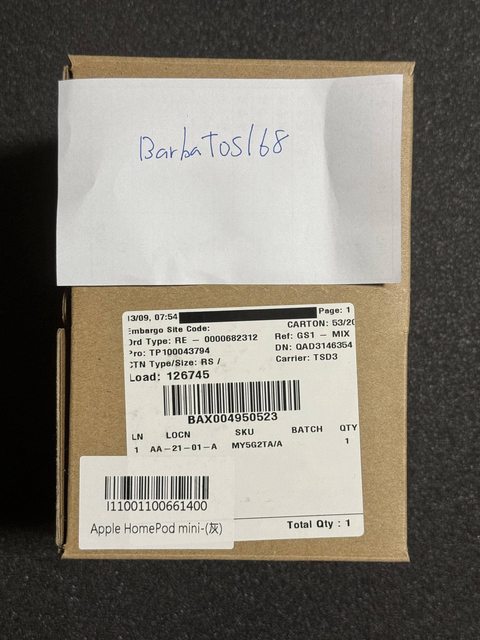 Barbatos168
13/09, 07:54 Page: 1
Embargo Site Code: CARTON: 53/20
Ord Type: RE - 0000682312 Ref: GS1 - MIX
Pro: TP100043794 DN: QAD3146354
CTN Type/Size: RS / Carrier: TSD3
Load: 126745
BAX004950523
LN LOCN SKU BATCH QTY
1 AA-21-01-A MY5G2TA/A 1
I11001100661400
Apple HomePod mini-(灰)
Total Qty : 1